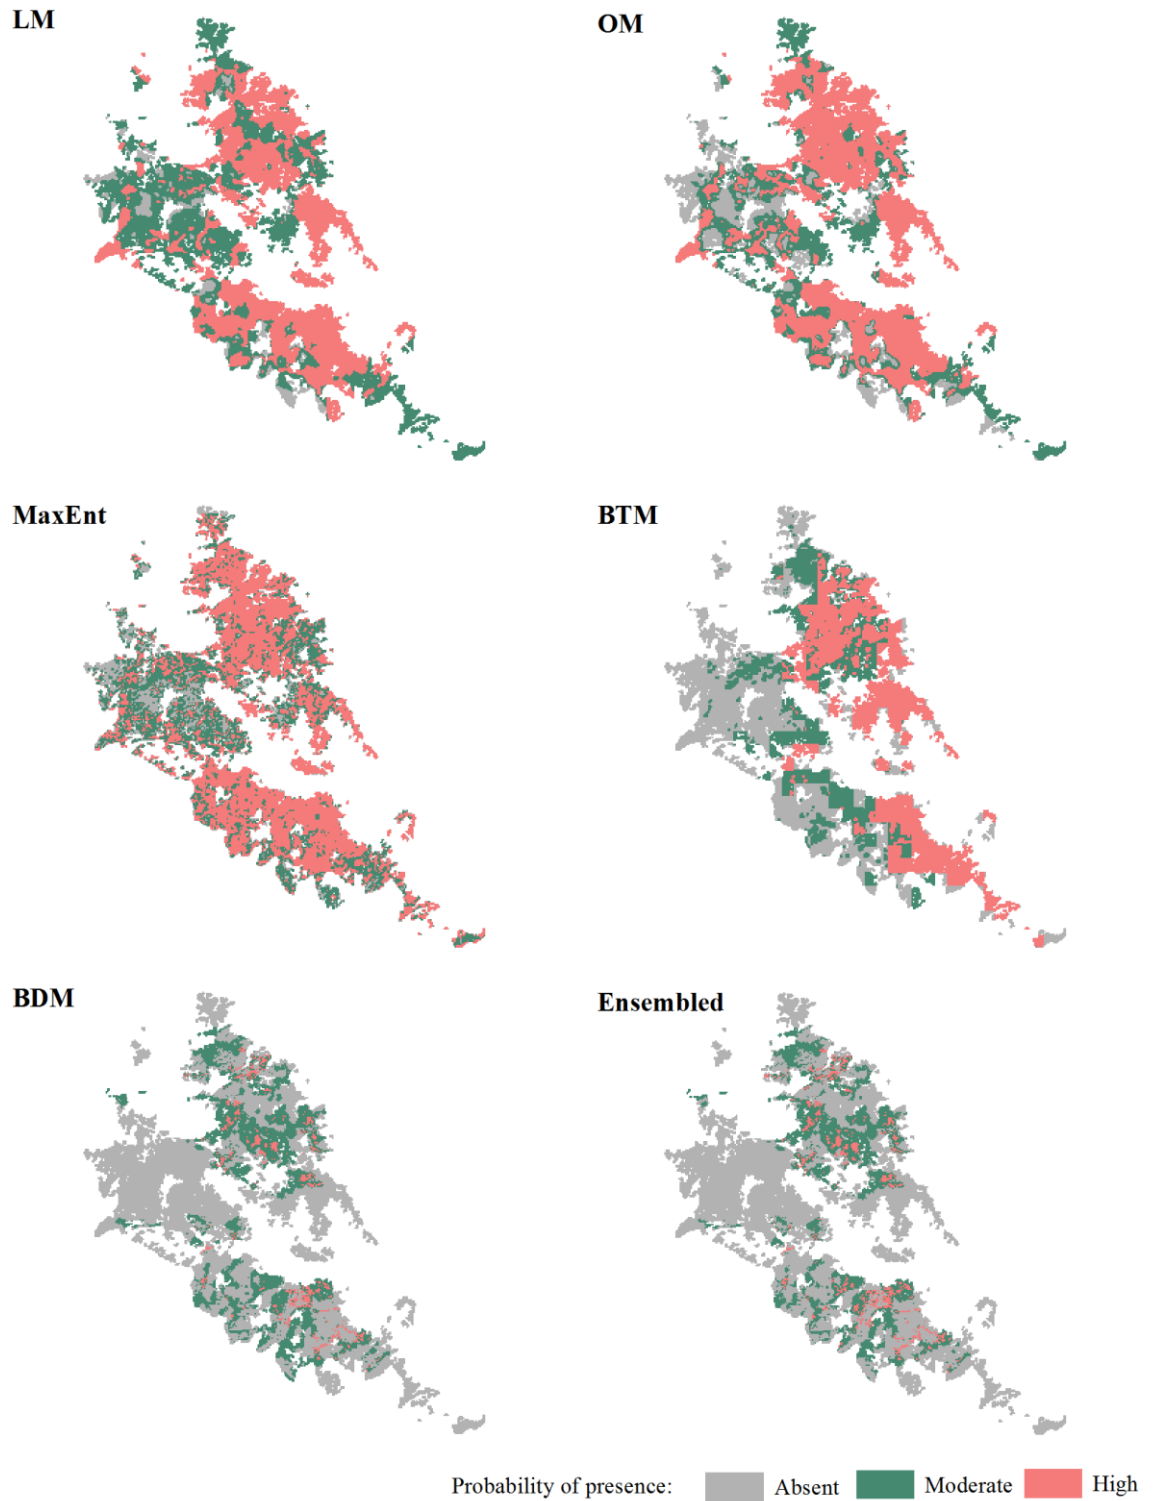 LM
OM
MaxEnt
BTM
BDM
Ensembled
Probability of presence: Absent Moderate High